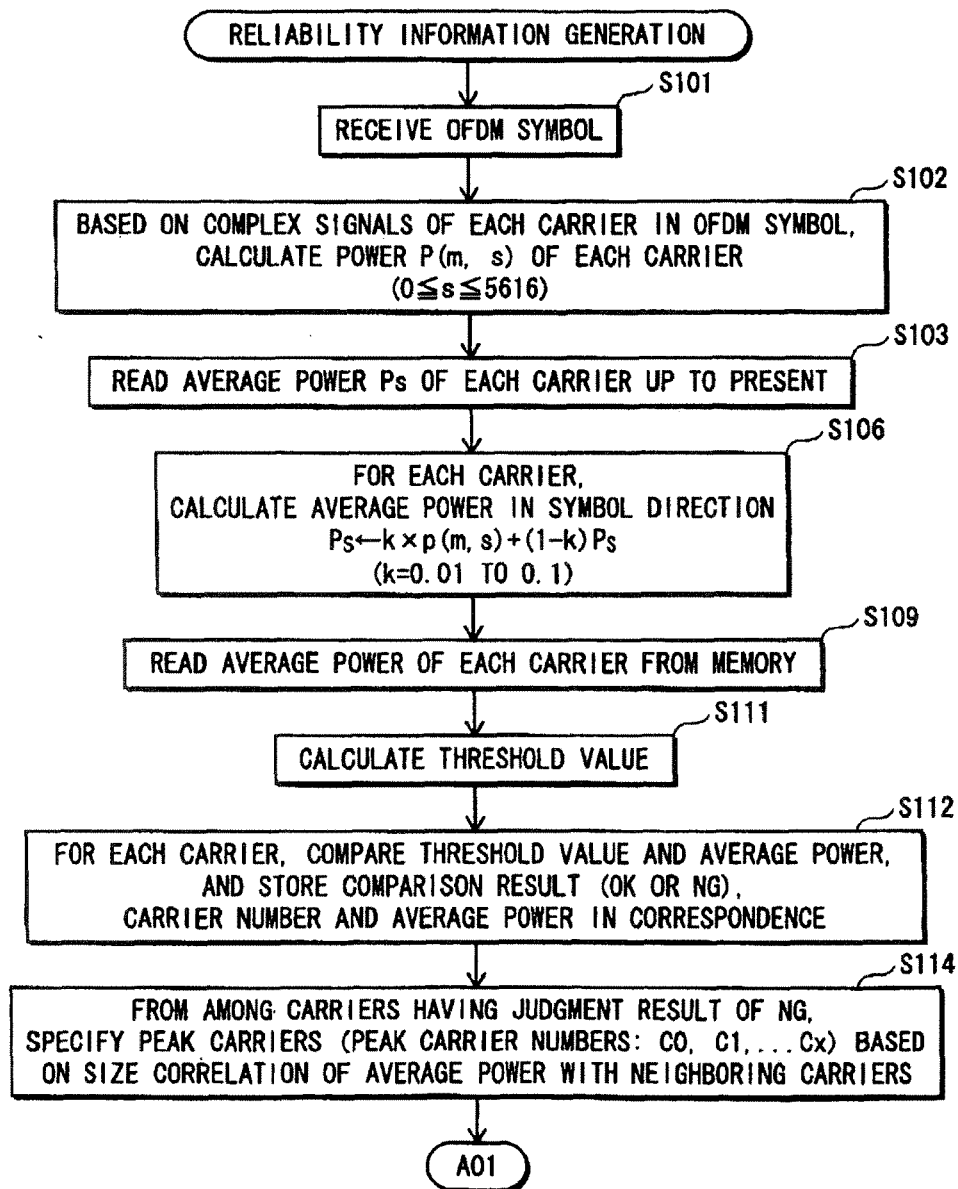 RELIABILITY INFORMATION GENERATION
S101
RECEIVE OFDM SYMBOL
S102
BASED ON COMPLEX SIGNALS OF EACH CARRIER IN OFDM SYMBOL,
CALCULATE POWER P(m, s) OF EACH CARRIER
(0≦s≦5616)
S103
READ AVERAGE POWER Ps OF EACH CARRIER UP TO PRESENT
S106
FOR EACH CARRIER,
CALCULATE AVERAGE POWER IN SYMBOL DIRECTION
Ps←k×p(m, s)+(1-k)Ps
(k=0.01 TO 0.1)
S109
READ AVERAGE POWER OF EACH CARRIER FROM MEMORY
S111
CALCULATE THRESHOLD VALUE
S112
FOR EACH CARRIER, COMPARE THRESHOLD VALUE AND AVERAGE POWER,
AND STORE COMPARISON RESULT (OK OR NG),
CARRIER NUMBER AND AVERAGE POWER IN CORRESPONDENCE
S114
FROM AMONG CARRIERS HAVING JUDGMENT RESULT OF NG,
SPECIFY PEAK CARRIERS (PEAK CARRIER NUMBERS: C0, C1,...Cx) BASED
ON SIZE CORRELATION OF AVERAGE POWER WITH NEIGHBORING CARRIERS
A01